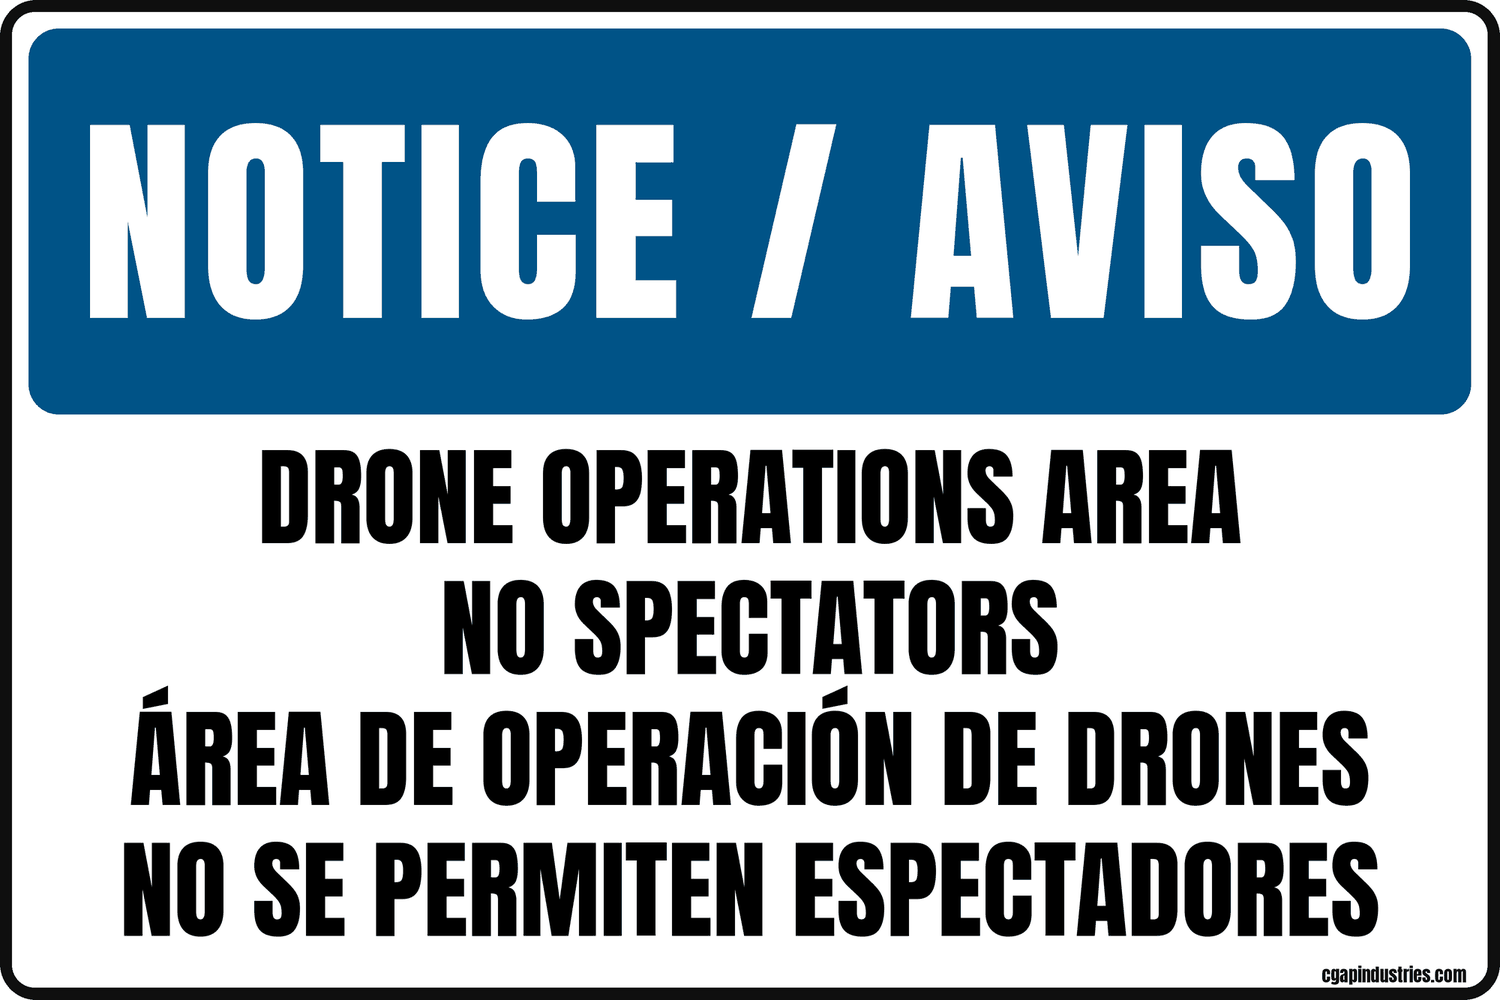 NOTICE / AVISO
DRONE OPERATIONS AREA
NO SPECTATORS
ÁREA DE OPERACIÓN DE DRONES
NO SE PERMITEN ESPECTADORES
cgapindustries.com